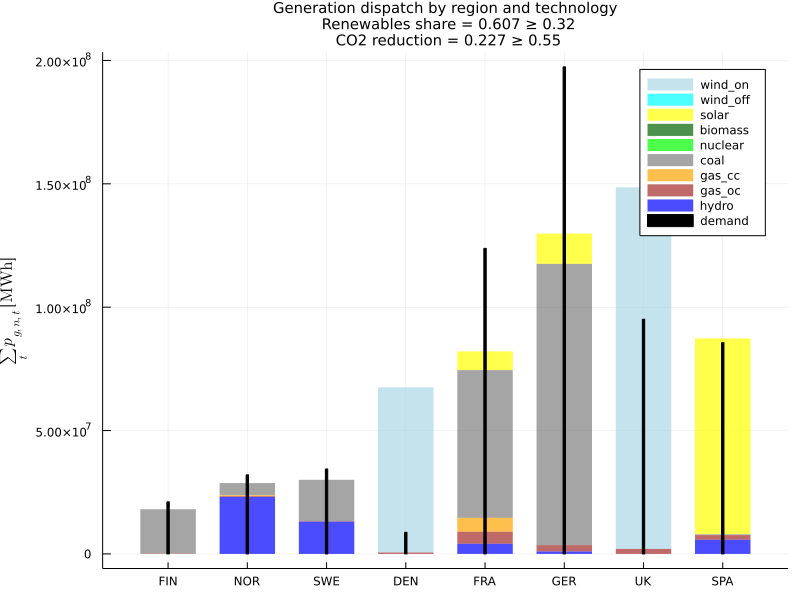 Generation dispatch by region and technology
Renewables share = 0.607 ≥ 0.32
CO2 reduction = 0.227 ≥ 0.55
∑ₜ p g, n, t [MWh]
2.00×10⁸
1.50×10⁸
1.00×10⁸
5.00×10⁷
0
wind_on
wind_off
solar
biomass
nuclear
coal
gas_cc
gas_oc
hydro
demand
FIN NOR SWE DEN FRA GER UK SPA